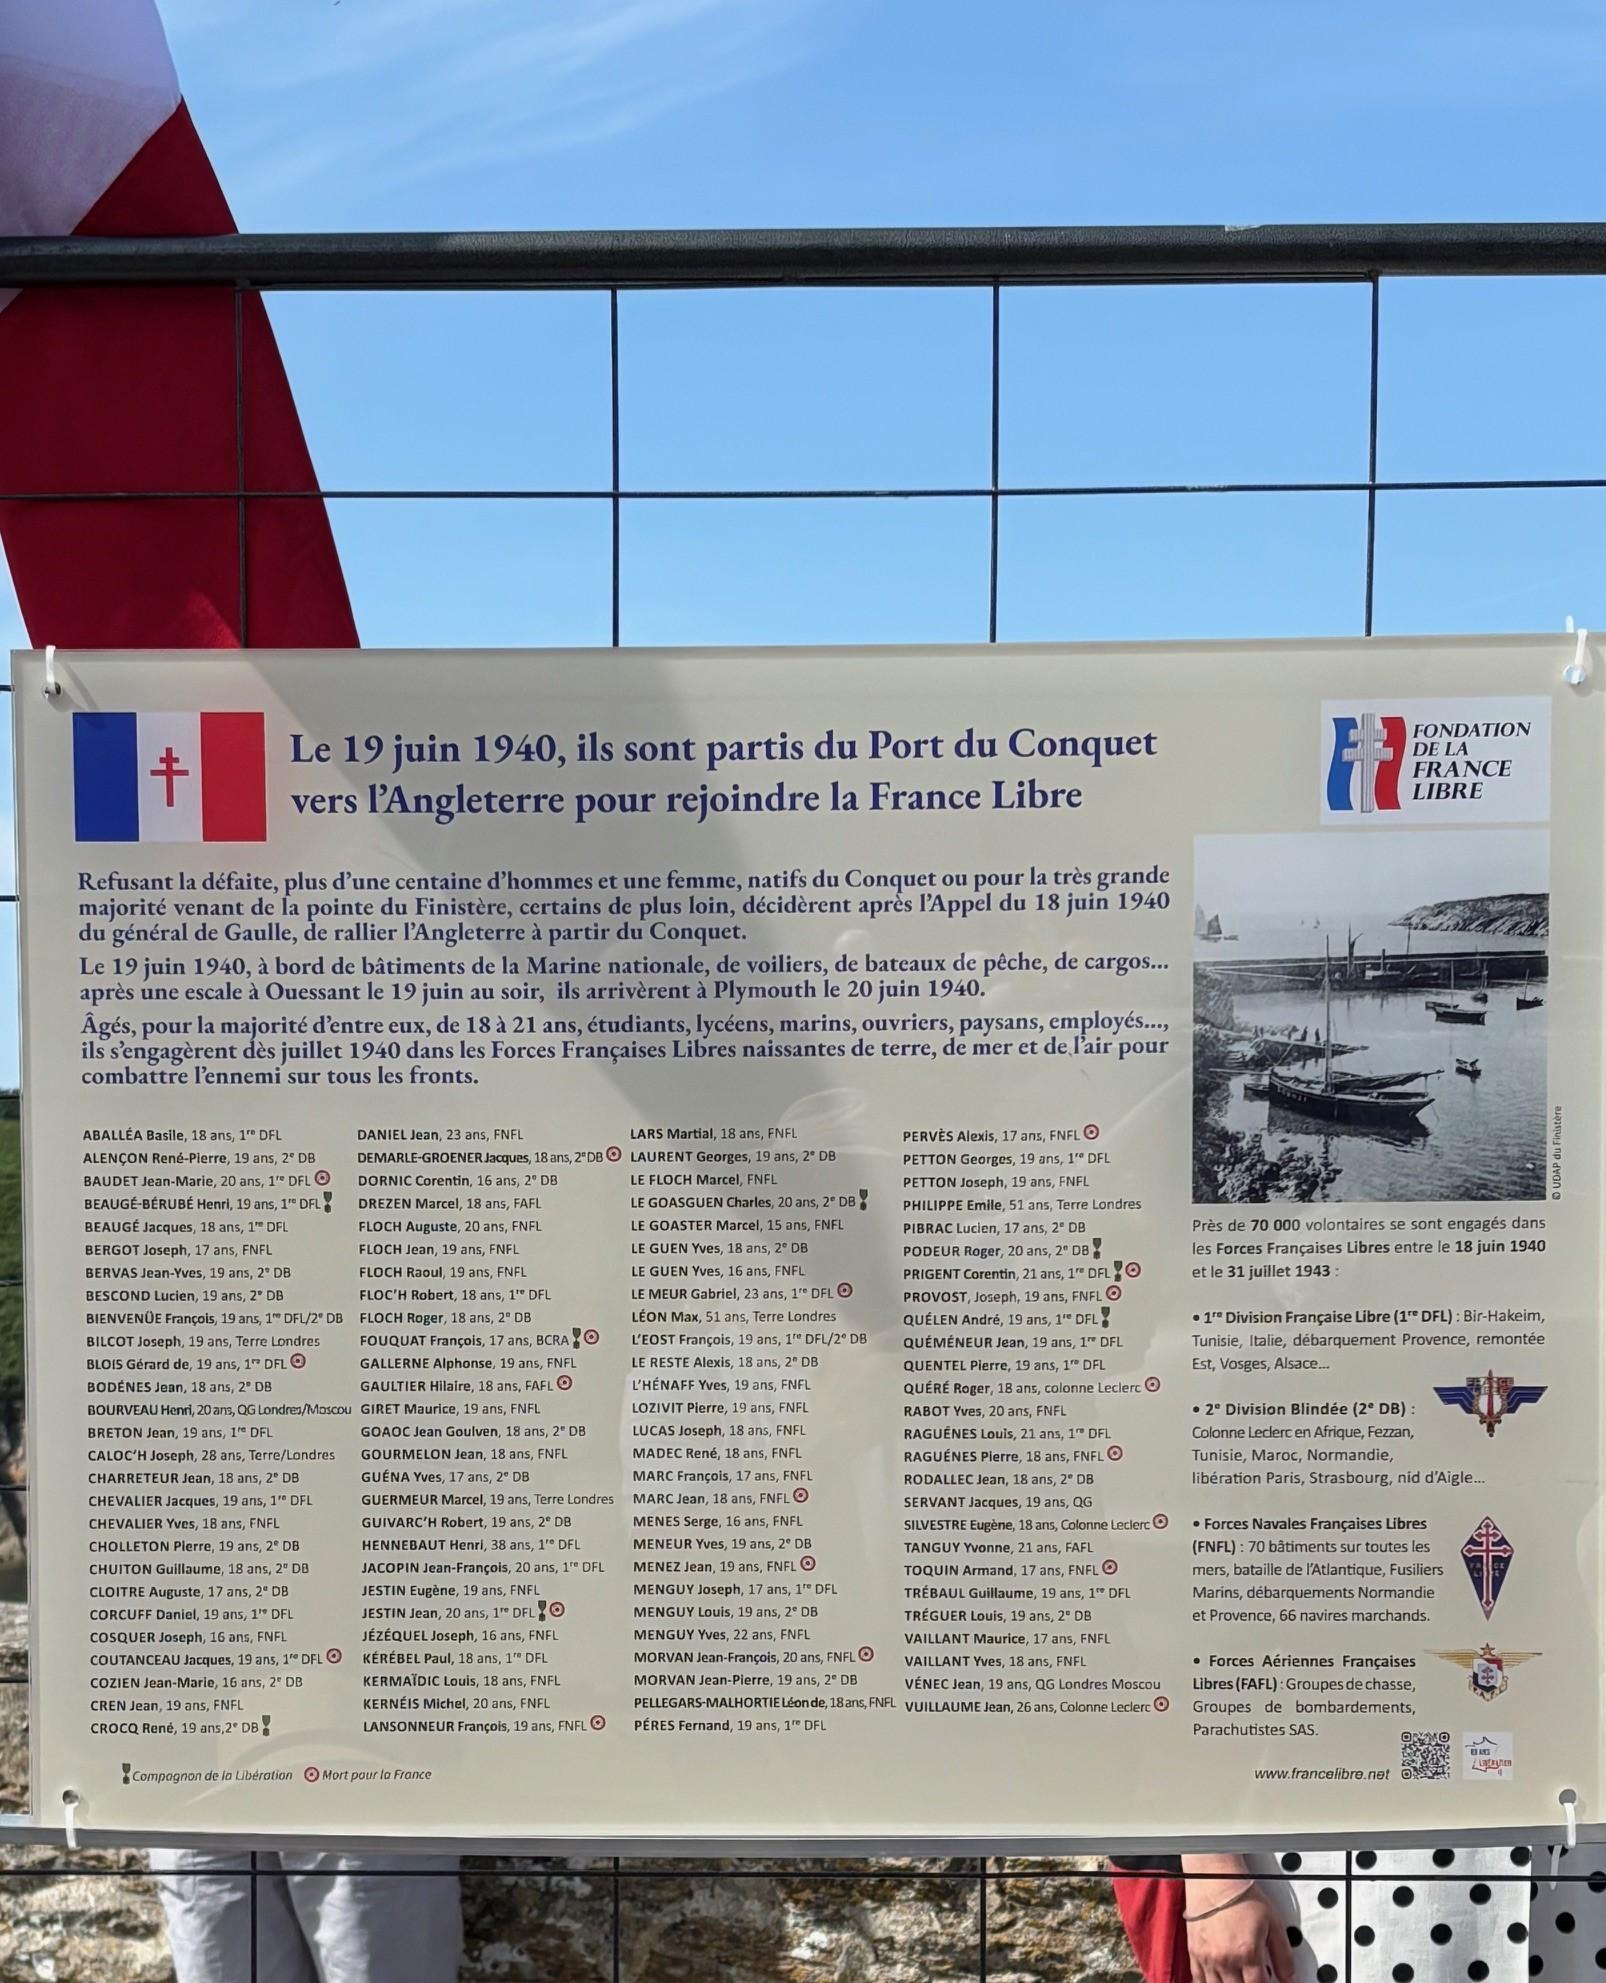 Le 19 juin 1940, ils sont partis du Port du Conquet
vers l'Angleterre pour rejoindre la France Libre
FONDATION
DE LA
FRANCE
LIBRE
Refusant la défaite, plus d'une centaine d'hommes et une femme, natifs du Conquet ou pour la très grande
majorité venant de la pointe du Finistère, certains de plus loin, décidèrent après l'Appel du 18 juin 1940
du général de Gaulle, de rallier l'Angleterre à partir du Conquet.
Le 19 juin 1940, à bord de bâtiments de la Marine nationale, de voiliers, de bateaux de pêche, de cargos...
après une escale à Ouessant le 19 juin au soir, ils arrivèrent à Plymouth le 20 juin 1940.
Âgés, pour la majorité d'entre eux, de 18 à 21 ans, étudiants, lycéens, marins, ouvriers, paysans, employés...,
ils s'engagèrent dès juillet 1940 dans les Forces Françaises Libres naissantes de terre, de mer et de l'air pour
combattre l'ennemi sur tous les fronts.
ABALLÉA Basile, 18 ans, 1re DFL
ALENÇON René-Pierre, 19 ans, 2e DB
BAUDET Jean-Marie, 20 ans, 1re DFL
BEAUGÉ-BÉRUBÉ Henri, 19 ans, 1re DFL
BEAUGÉ Jacques, 18 ans, 1re DFL
BERGOT Joseph, 17 ans, FNFL
BERVAS Jean-Yves, 19 ans, 2e DB
BESCOND Lucien, 19 ans, 2e DB
BIENVENÜE François, 19 ans, 1re DFL/2e DB
BILCOT Joseph, 19 ans, Terre Londres
BLOIS Gérard de, 19 ans, 1re DFL
BODÉNES Jean, 18 ans, 2e DB
BOURVEAU Henri, 20 ans, QG Londres/Moscou
BRETON Jean, 19 ans, 1re DFL
CALOC'H Joseph, 28 ans, Terre/Londres
CHARRETEUR Jean, 18 ans, 2e DB
CHEVALIER Jacques, 19 ans, 1re DFL
CHEVALIER Yves, 18 ans, FNFL
CHOLLETON Pierre, 19 ans, 2e DB
CHUITON Guillaume, 18 ans, 2e DB
CLOITRE Auguste, 17 ans, 2e DB
CORCUFF Daniel, 19 ans, 1re DFL
COSQUER Joseph, 16 ans, FNFL
COUTANCEAU Jacques, 19 ans, 1re DFL
COZIEN Jean-Marie, 16 ans, 2e DB
CREN Jean, 19 ans, FNFL
CROCQ René, 19 ans,2e DB
DANIEL Jean, 23 ans, FNFL
DEMARLE-GROENER Jacques, 18 ans, 2e DB
DORNIC Corentin, 16 ans, 2e DB
DREZEN Marcel, 18 ans, FAFL
FLOCH Auguste, 20 ans, FNFL
FLOCH Jean, 19 ans, FNFL
FLOCH Raoul, 19 ans, FNFL
FLOC'H Robert, 18 ans, 1re DFL
FLOCH Roger, 18 ans, 2e DB
FOUQUAT François, 17 ans, BCRA
GALLERNE Alphonse, 19 ans, FNFL
GAULTIER Hilaire, 18 ans, FAFL
GIRET Maurice, 19 ans, FNFL
GOAOC Jean Goulven, 18 ans, 2e DB
GOURMELON Jean, 18 ans, FNFL
GUÉNA Yves, 17 ans, 2e DB
GUERMEUR Marcel, 19 ans, Terre Londres
GUIVARC'H Robert, 19 ans, 2e DB
HENNEBAUT Henri, 38 ans, 1re DFL
JACOPIN Jean-François, 20 ans, 1re DFL
JESTIN Eugène, 19 ans, FNFL
JESTIN Jean, 20 ans, 1re DFL
JÉZÉQUEL Joseph, 16 ans, FNFL
KÉRÉBEL Paul, 18 ans, 1re DFL
KERMAÏDIC Louis, 18 ans, FNFL
KERNÉIS Michel, 20 ans, FNFL
LANSONNEUR François, 19 ans, FNFL
LARS Martial, 18 ans, FNFL
LAURENT Georges, 19 ans, 2e DB
LE FLOCH Marcel, FNFL
LE GOASGUEN Charles, 20 ans, 2e DB
LE GOASTER Marcel, 15 ans, FNFL
LE GUEN Yves, 18 ans, 2e DB
LE GUEN Yves, 16 ans, FNFL
LE MEUR Gabriel, 23 ans, 1re DFL
LÉON Max, 51 ans, Terre Londres
L'EOST François, 19 ans, 1re DFL/2e DB
LE RESTE Alexis, 18 ans, 2e DB
L'HÉNAFF Yves, 19 ans, FNFL
LOZIVIT Pierre, 19 ans, FNFL
LUCAS Joseph, 18 ans, FNFL
MADEC René, 18 ans, FNFL
MARC François, 17 ans, FNFL
MARC Jean, 18 ans, FNFL
MENES Serge, 16 ans, FNFL
MENEUR Yves, 19 ans, 2e DB
MENEZ Jean, 19 ans, FNFL
MENGUY Joseph, 17 ans, 1re DFL
MENGUY Louis, 19 ans, 2e DB
MENGUY Yves, 22 ans, FNFL
MORVAN Jean-François, 20 ans, FNFL
MORVAN Jean-Pierre, 19 ans, 2e DB
PELLEGARS-MALHORTIE Léon de, 18 ans, FNFL
PÉRES Fernand, 19 ans, 1re DFL
PERVÈS Alexis, 17 ans, FNFL
PETTON Georges, 19 ans, 1re DFL
PETTON Joseph, 19 ans, FNFL
PHILIPPE Emile, 51 ans, Terre Londres
PIBRAC Lucien, 17 ans, 2e DB
PODEUR Roger, 20 ans, 2e DB
PRIGENT Corentin, 21 ans, 1re DFL
PROVOST, Joseph, 19 ans, FNFL
QUÉLEN André, 19 ans, 1re DFL
QUÉMÉNEUR Jean, 19 ans, 1re DFL
QUENTEL Pierre, 19 ans, 1re DFL
QUÉRÉ Roger, 18 ans, colonne Leclerc
RABOT Yves, 20 ans, FNFL
RAGUÉNES Louis, 21 ans, 1re DFL
RAGUÉNES Pierre, 18 ans, FNFL
RODALLEC Jean, 18 ans, 2e DB
SERVANT Jacques, 19 ans, QG
SILVESTRE Eugène, 18 ans, Colonne Leclerc
TANGUY Yvonne, 21 ans, FAFL
TOQUIN Armand, 17 ans, FNFL
TRÉBAUL Guillaume, 19 ans, 1re DFL
TRÉGUER Louis, 19 ans, 2e DB
VAILLANT Maurice, 17 ans, FNFL
VAILLANT Yves, 18 ans, FNFL
VÉNEC Jean, 19 ans, QG Londres Moscou
VUILLAUME Jean, 26 ans, Colonne Leclerc
Compagnon de la Libération Mort pour la France
© UDAP du Finistère
Près de 70 000 volontaires se sont engagés dans
les Forces Françaises Libres entre le 18 juin 1940
et le 31 juillet 1943 :
• 1re Division Française Libre (1re DFL) : Bir-Hakeim,
Tunisie, Italie, débarquement Provence, remontée
Est, Vosges, Alsace...
• 2e Division Blindée (2e DB) :
Colonne Leclerc en Afrique, Fezzan,
Tunisie, Maroc, Normandie,
libération Paris, Strasbourg, nid d'Aigle...
FRANCE
LIBRE
• Forces Navales Françaises Libres
(FNFL) : 70 bâtiments sur toutes les
mers, bataille de l'Atlantique, Fusiliers
Marins, débarquements Normandie
et Provence, 66 navires marchands.
• Forces Aériennes Françaises
Libres (FAFL) : Groupes de chasse,
Groupes de bombardements,
Parachutistes SAS.
www.francelibre.net